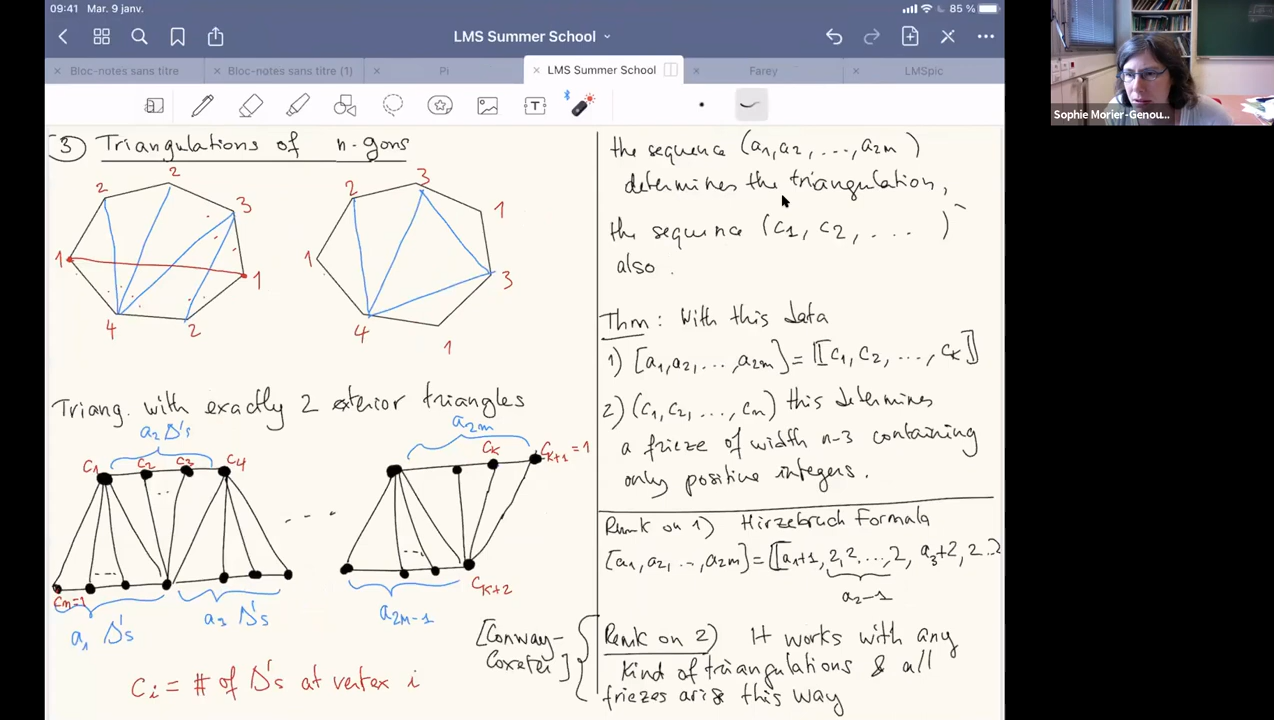 09:41 Mar. 9 janv.
85 %
LMS Summer School
Bloc-notes sans titre
Bloc-notes sans titre (1)
Pi
LMS Summer School
Farey
LMSpic
Sophie Morier-Genou...
3 Triangulations of n-gons
2 2
3
1
1
4 2
2 3
1
1
3
4
1
Triang. with exactly 2 exterior triangles
a2 Δ's
c1 c2 c3 c4
...
cn=1
a1 Δ's
a3 Δ's
....
a2m
ck
ck+1 = 1
...
ck+2
a2m-1
ci = # of Δ's at vertex i
the sequence (a1, a2, ..., a2m)
determines the triangulation,
the sequence (c1, c2, ... )
also.
Thm: With this data
1) [a1, a2, ..., a2m] = ⟦c1, c2, ..., ck⟧
2) (c1, c2, ..., cn) this determines
a frieze of width n-3 containing
only positive integers.
Rmk on 1) Hirzebruch Formula
[a1, a2, ..., a2m] = ⟦a1+1, 2, 2, ..., 2, a3+2, 2...2
a2-1
[Conway-
Coxeter]
Rmk on 2) It works with any
kind of triangulations & all
friezes arise this way